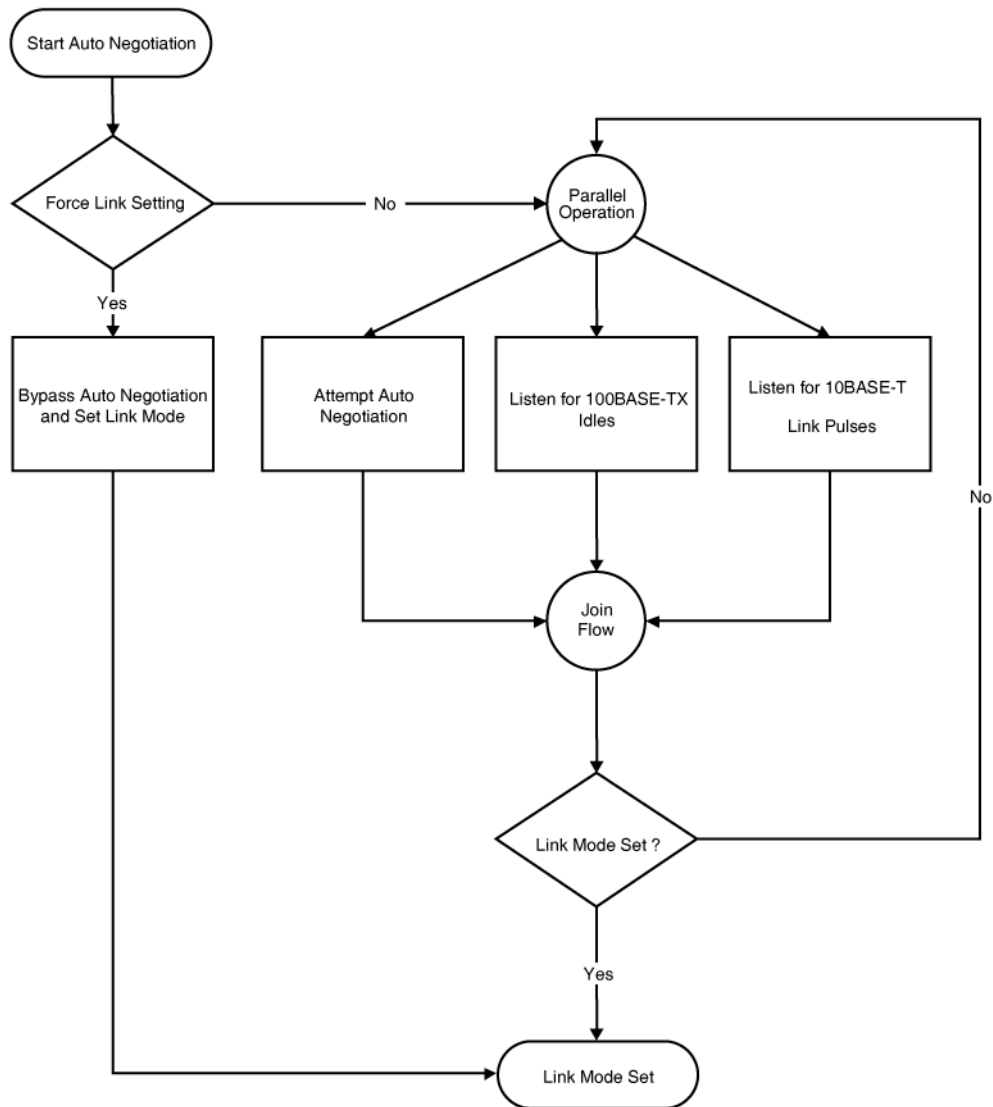 Start Auto Negotiation
Force Link Setting
No
Parallel
Operation
Yes
Bypass Auto Negotiation
and Set Link Mode
Attempt Auto
Negotiation
Listen for 100BASE-TX
Idles
Listen for 10BASE-T
Link Pulses
No
Join
Flow
Link Mode Set ?
Yes
Link Mode Set